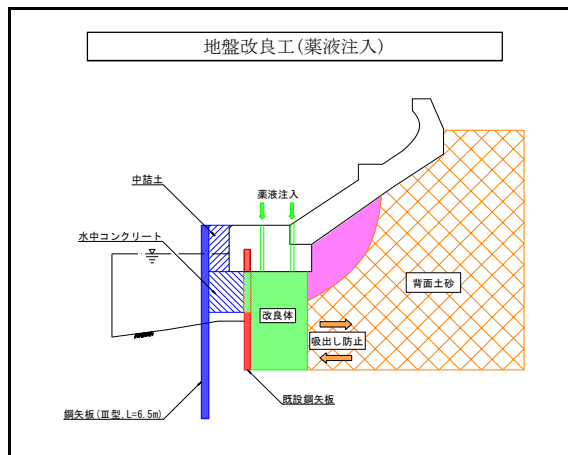 地盤改良工(薬液注入)
中詰土
薬液注入
水中コンクリート
背面土砂
改良体
吸出し防止
既設鋼矢板
鋼矢板(Ⅲ型,L=6.5m)